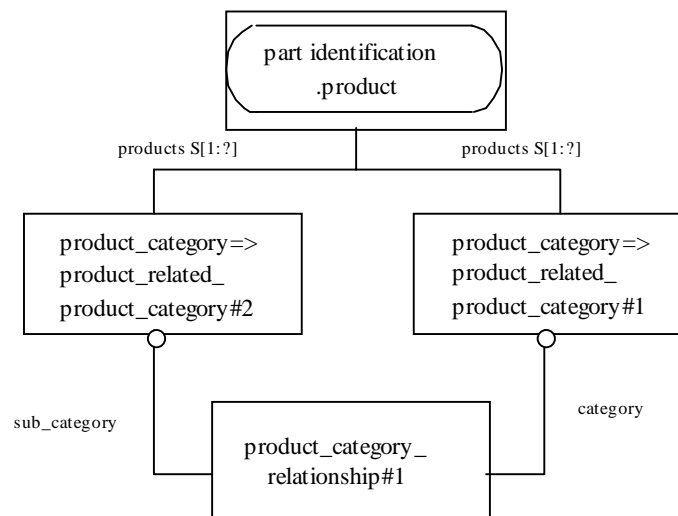 part identification
.product
products S[1:?]
products S[1:?]
product_category=>
product_related_
product_category#2
product_category=>
product_related_
product_category#1
sub_category
category
product_category_
relationship#1